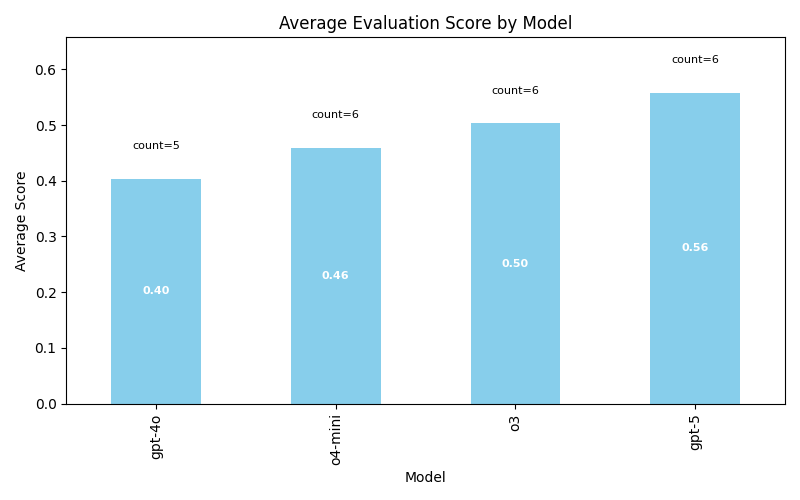 Average Evaluation Score by Model
Average Score
0.6
0.5
0.4
0.3
0.2
0.1
0.0
count=5
count=6
count=6
count=6
0.40
0.46
0.50
0.56
gpt-4o
o4-mini
o3
gpt-5
Model